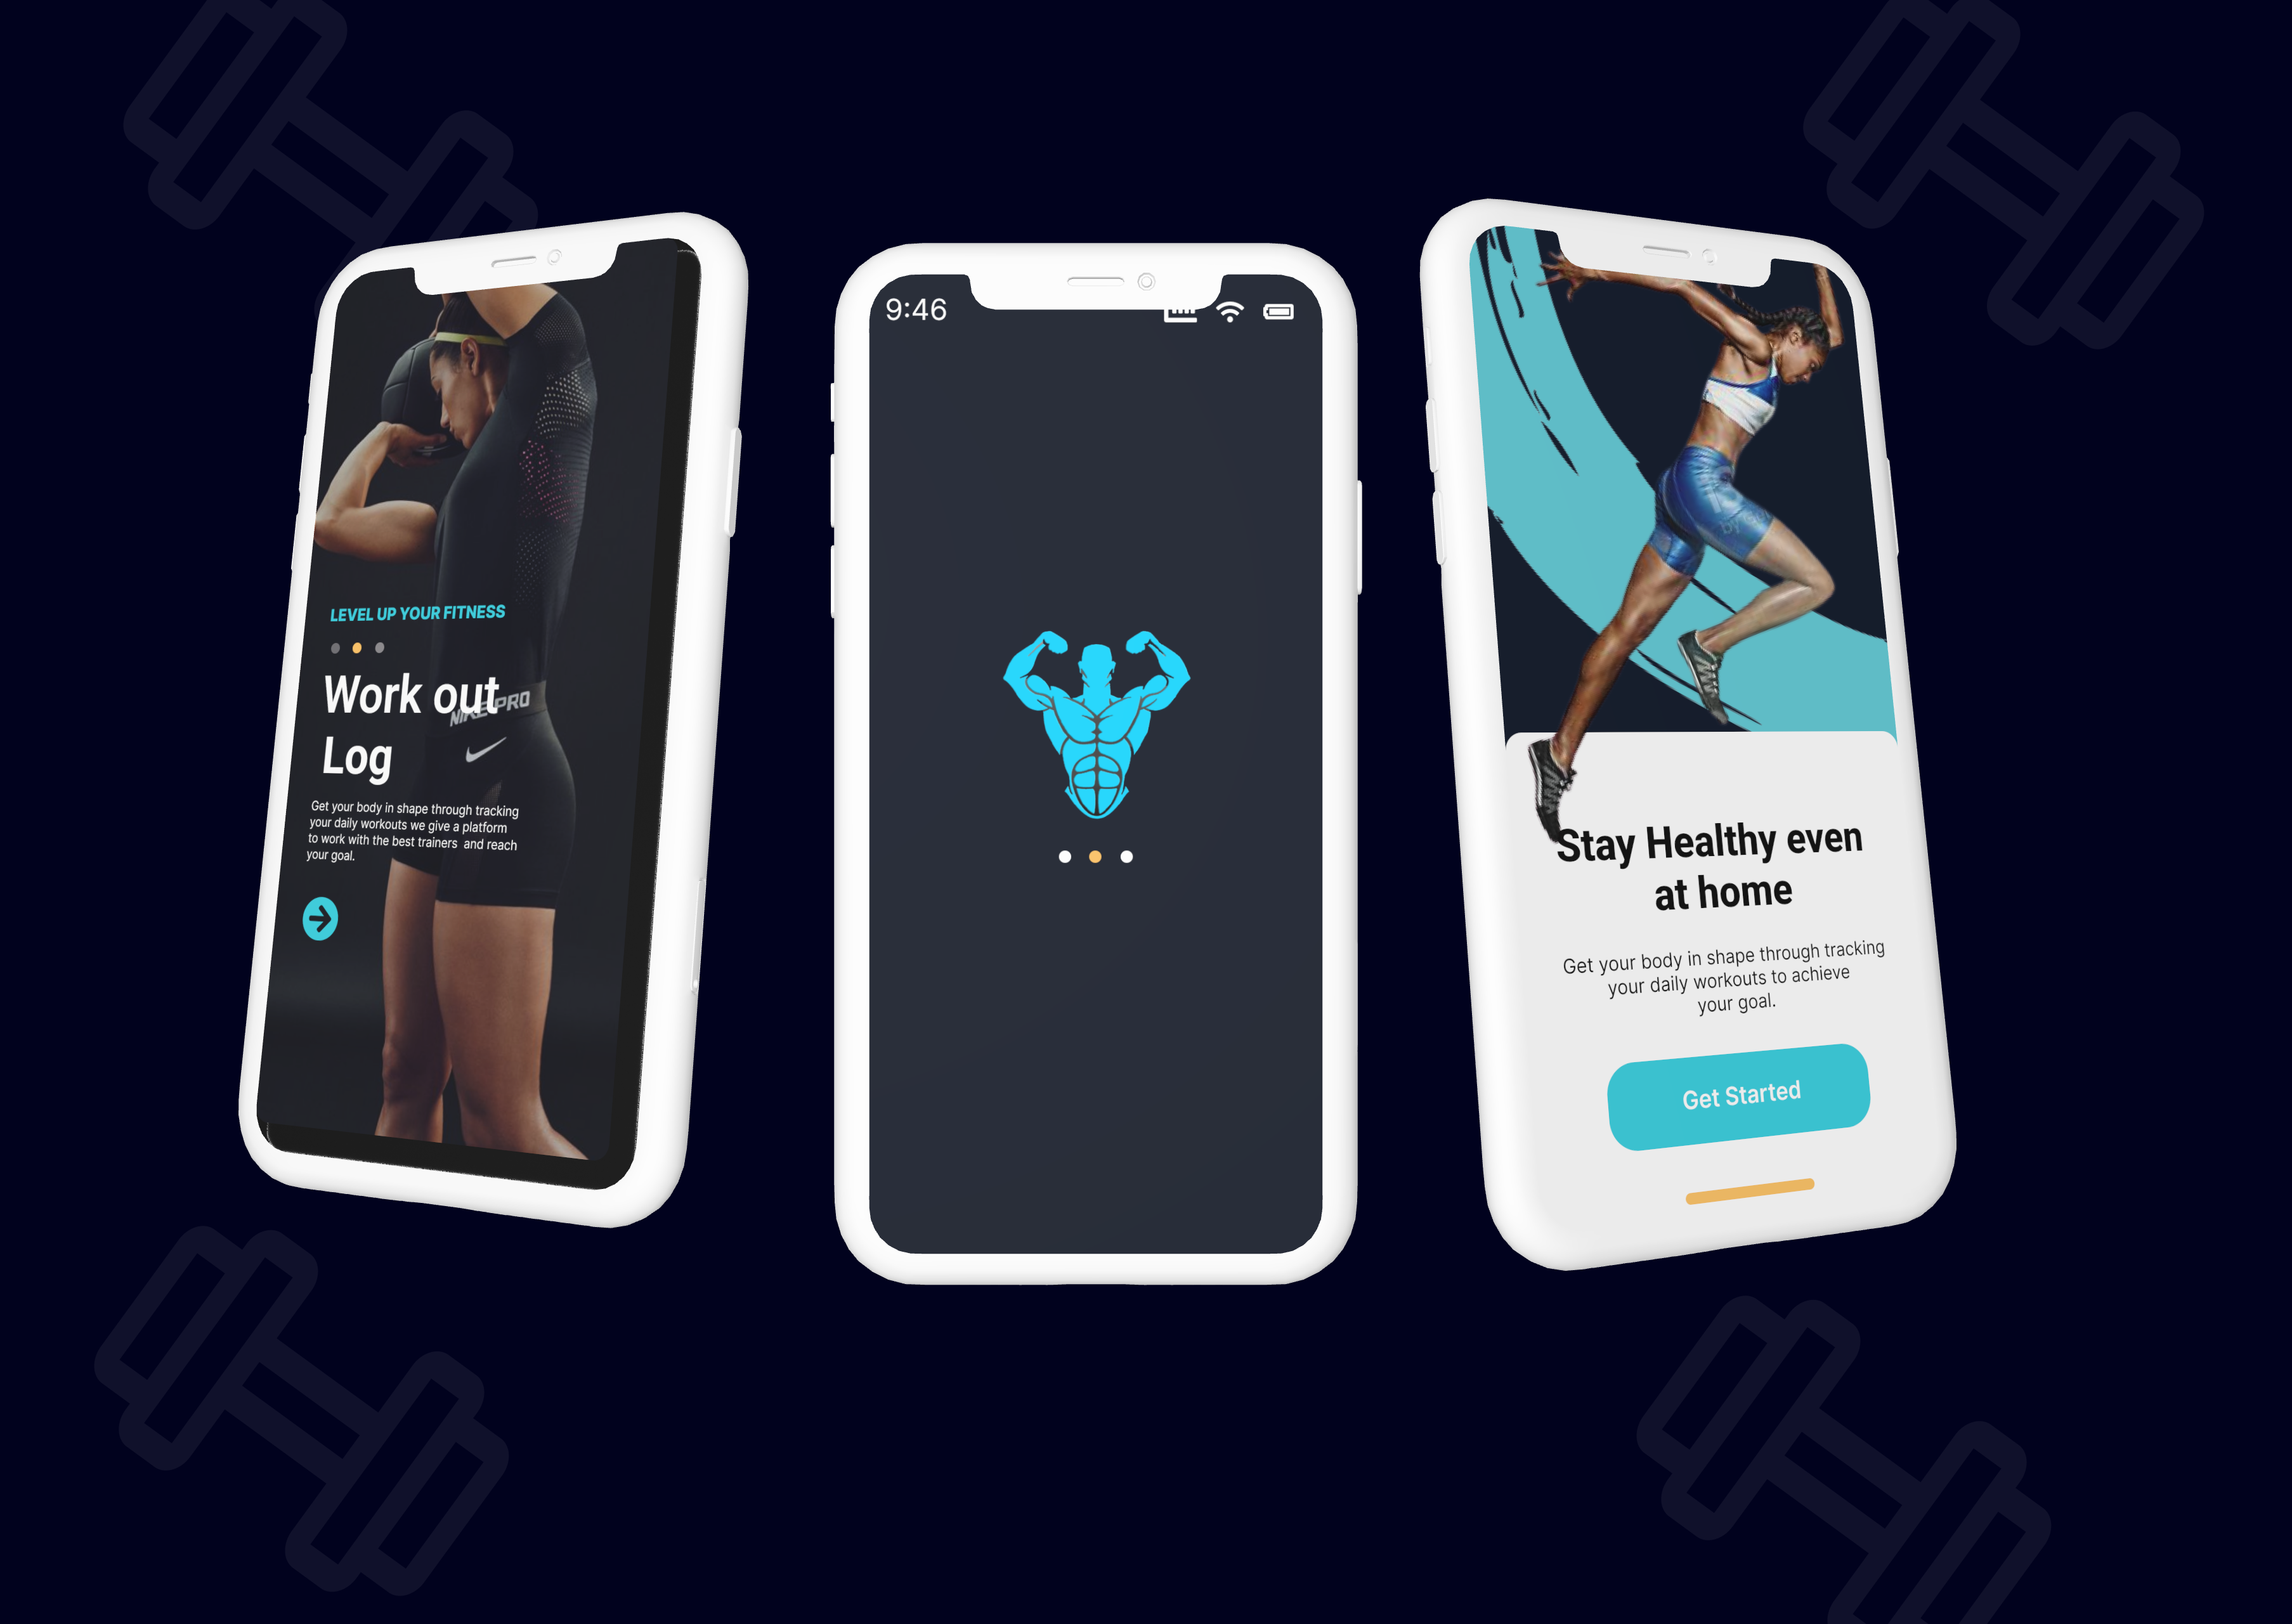 LEVEL UP YOUR FITNESS
Work out
Log
NIKE PRO
Get your body in shape through tracking
your daily workouts we give a platform
to work with the best trainers and reach
your goal.
9:46
Stay Healthy even
at home
Get your body in shape through tracking
your daily workouts to achieve
your goal.
Get Started